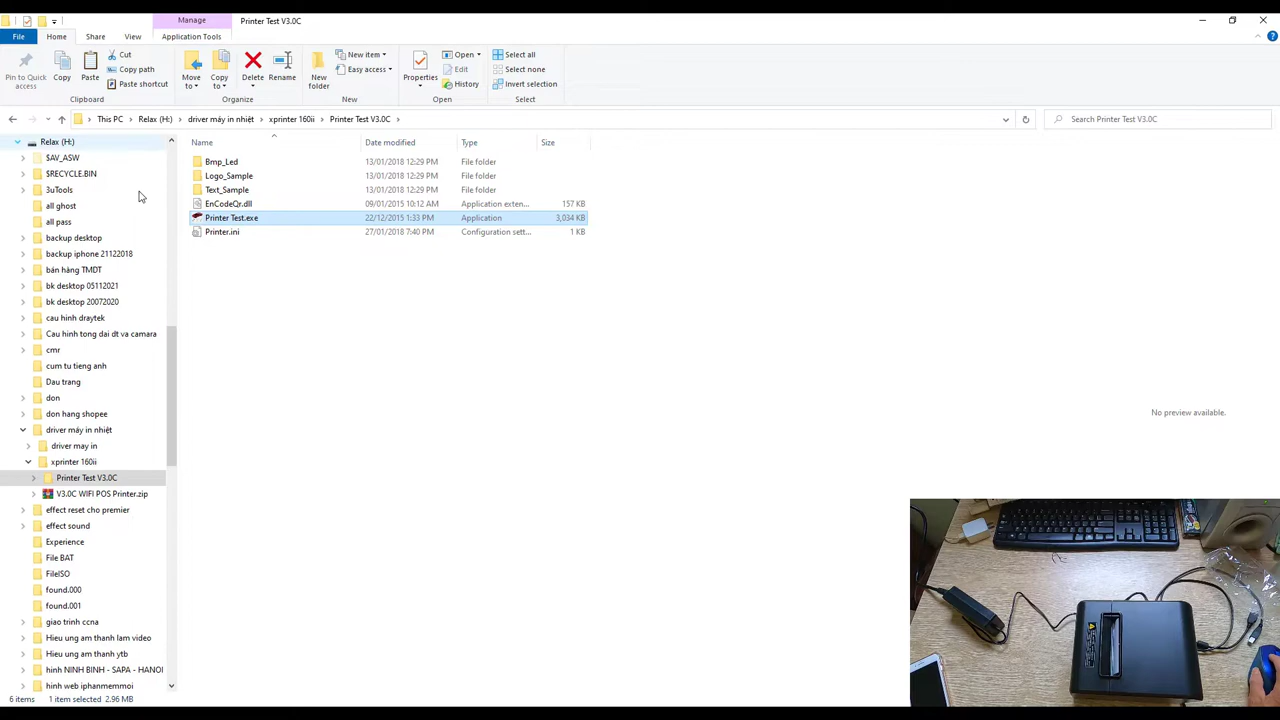 Manage
Printer Test V3.0C
File
Home
Share
View
Application Tools
Pin to Quick
access
Copy
Paste
Cut
Copy path
Paste shortcut
Clipboard
Move
to
Copy
to
Delete
Rename
Organize
New
folder
New item
Easy access
New
Properties
Open
Edit
History
Open
Select all
Select none
Invert selection
Select
This PC
Relax (H:)
driver máy in nhiệt
xprinter 160ii
Printer Test V3.0C
Search Printer Test V3.0C
Relax (H:)
$AV_ASW
$RECYCLE.BIN
3uTools
all ghost
all pass
backup desktop
backup iphone 21122018
bán hàng TMDT
bk desktop 05112021
bk desktop 20072020
cau hinh draytek
Cau hinh tong dai dt va camara
cmr
cum tu tieng anh
Dau trang
don
don hang shopee
driver máy in nhiệt
driver may in
xprinter 160ii
Printer Test V3.0C
V3.0C WIFI POS Printer.zip
effect reset cho premier
effect sound
Experience
File BAT
FileISO
found.000
found.001
giao trinh ccna
Hieu ung am thanh lam video
Hieu ung am thanh ytb
hinh NINH BINH - SAPA - HANOI
hinh web iphanmemmoi
Name Date modified Type Size
Bmp_Led 13/01/2018 12:29 PM File folder
Logo_Sample 13/01/2018 12:29 PM File folder
Text_Sample 13/01/2018 12:29 PM File folder
EnCodeQr.dll 09/01/2015 10:12 AM Application exten... 157 KB
Printer Test.exe 22/12/2015 1:33 PM Application 3,034 KB
Printer.ini 27/01/2018 7:40 PM Configuration sett... 1 KB
No preview available.
6 items 1 item selected 2.96 MB